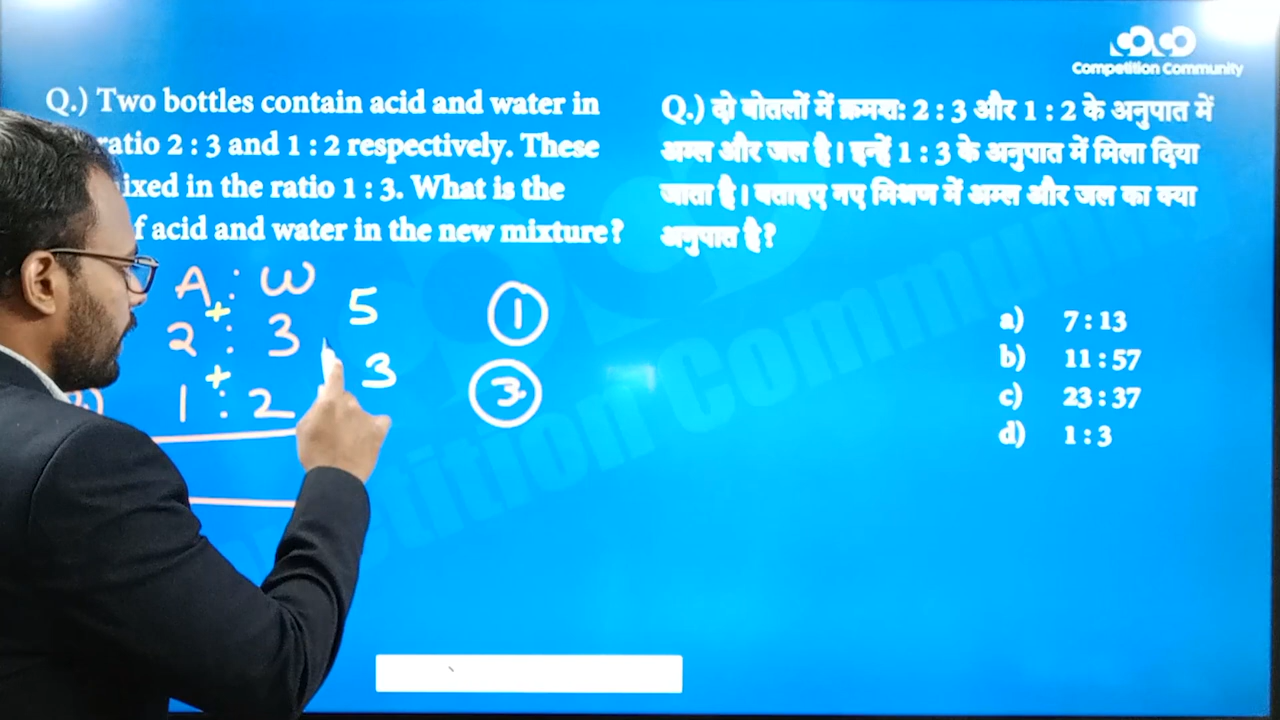 Competition Community
Q.) Two bottles contain acid and water in
ratio 2 : 3 and 1 : 2 respectively. These
ixed in the ratio 1 : 3. What is the
f acid and water in the new mixture?
Q.) दो बोतलों में क्रमश: 2 : 3 और 1 : 2 के अनुपात में
अम्ल और जल है। इन्हें 1 : 3 के अनुपात में मिला दिया
जाता है। बताइए नए मिश्रण में अम्ल और जल का क्या
अनुपात है?
A : W
+
2 : 3 5 1
+
1 : 2 3 3
a) 7 : 13
b) 11 : 57
c) 23 : 37
d) 1 : 3